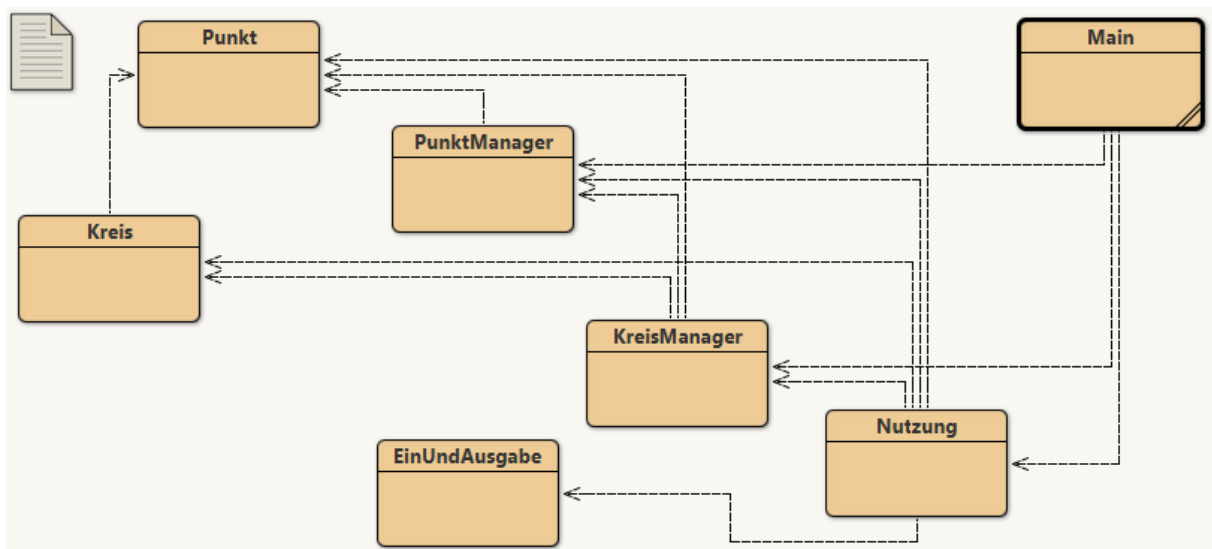 Punkt
Main
PunktManager
Kreis
KreisManager
Nutzung
EinUndAusgabe